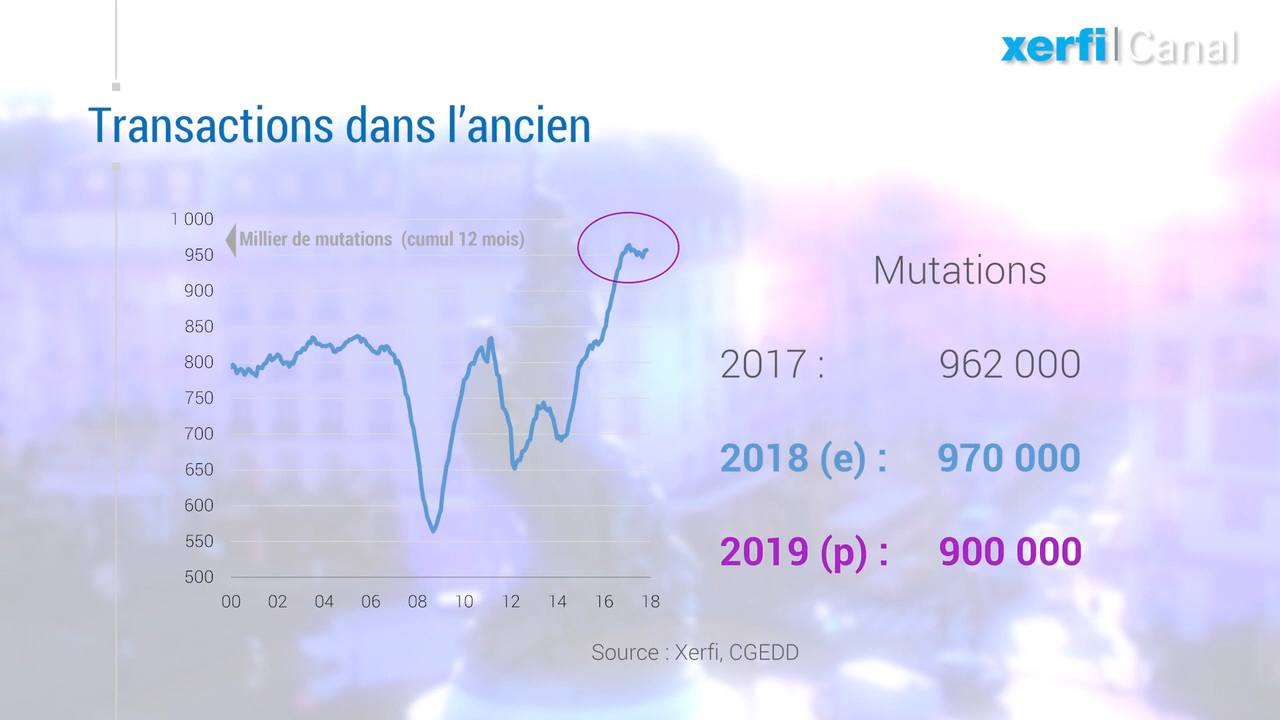 xerfi Canal
Transactions dans l’ancien
Millier de mutations (cumul 12 mois)
1 000
950
900
850
800
750
700
650
600
550
500
00 02 04 06 08 10 12 14 16 18
Mutations
2017 : 962 000
2018 (e) : 970 000
2019 (p) : 900 000
Source : Xerfi, CGEDD